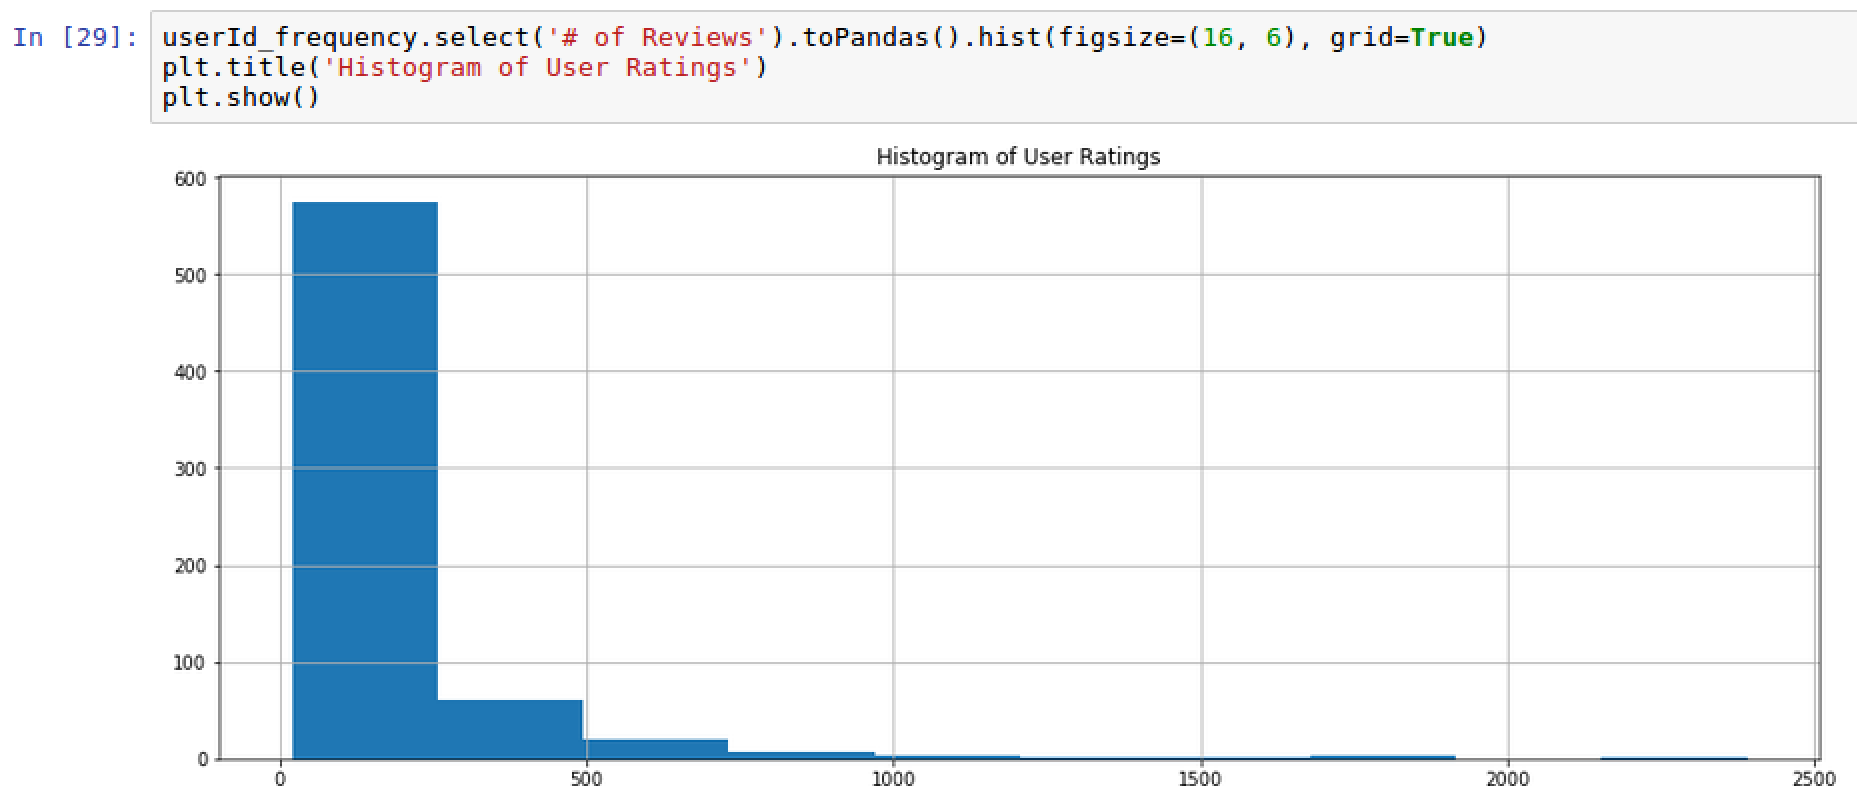 In [29]: userId_frequency.select('# of Reviews').toPandas().hist(figsize=(16, 6), grid=True)
plt.title('Histogram of User Ratings')
plt.show()
Histogram of User Ratings
600
500
400
300
200
100
0
0 500 1000 1500 2000 2500